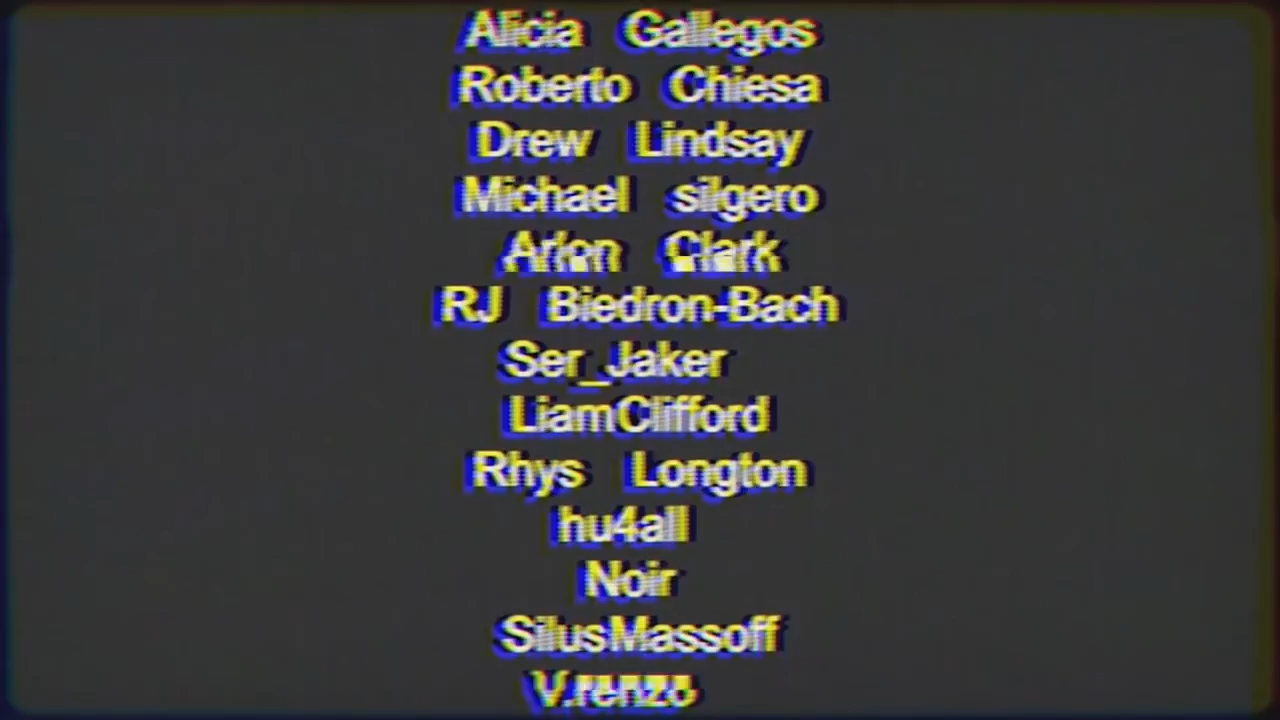 Alicia Gallegos
Roberto Chiesa
Drew Lindsay
Michael silgero
Arlon Clark
RJ Biedron-Bach
Ser_Jaker
LiamClifford
Rhys Longton
hu4all
Noir
SilusMassoff
V.renzo